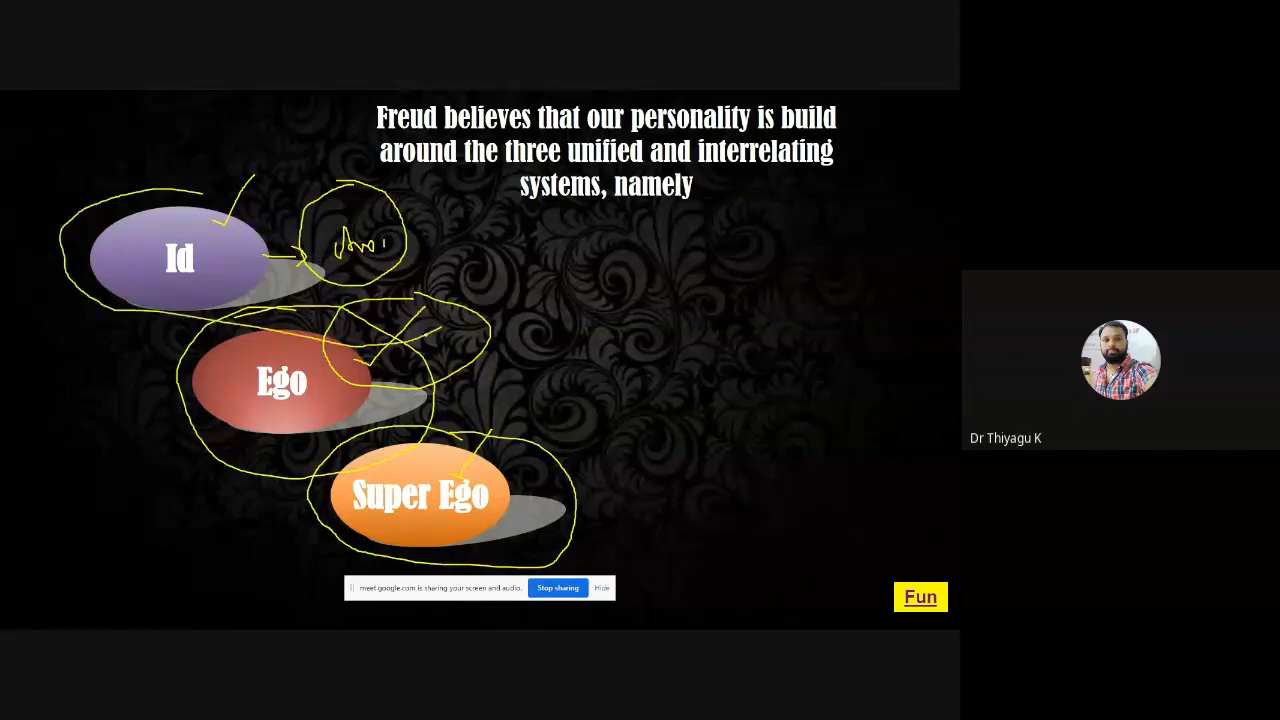 Freud believes that our personality is build
around the three unified and interrelating
systems, namely
Id
Ego
Super Ego
meet.google.com is sharing your screen and audio.
Stop sharing
Hide
Fun
Dr Thiyagu K